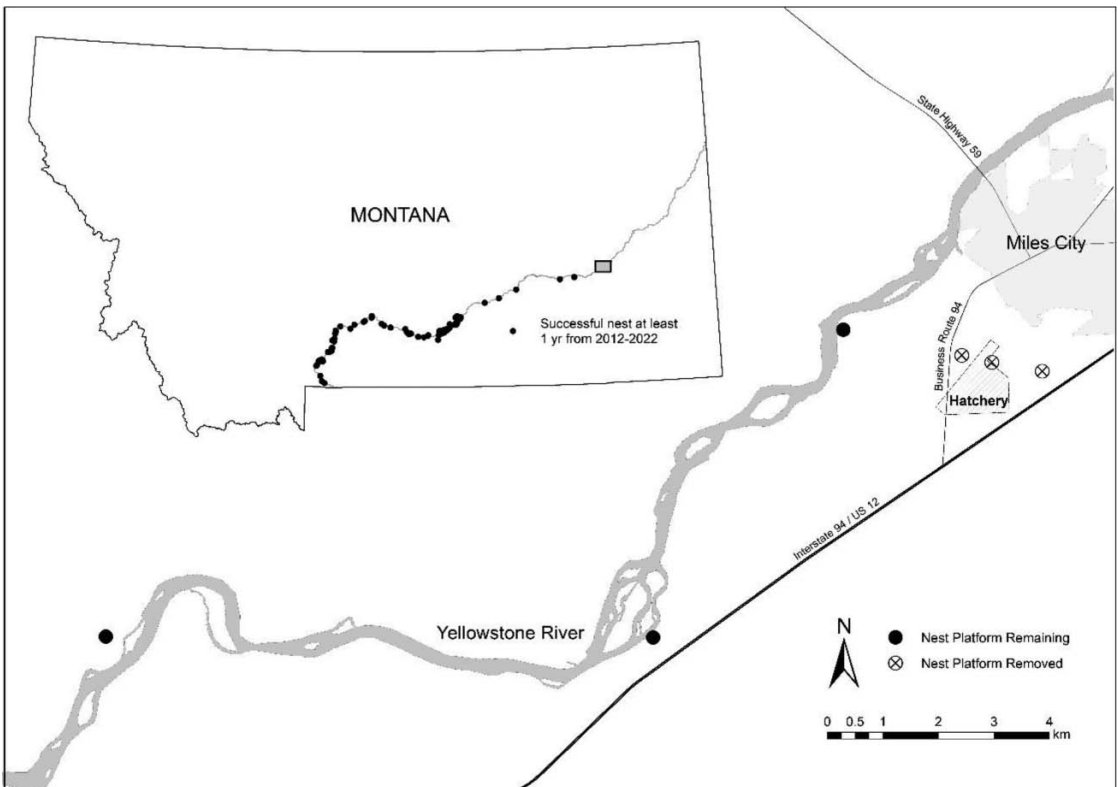 State Highway 59
MONTANA
Miles City
Successful nest at least
1 yr from 2012-2022
Business Route 94
Hatchery
Interstate 94 / US 12
Yellowstone River
N
Nest Platform Remaining
Nest Platform Removed
0 0.5 1 2 3 4
km